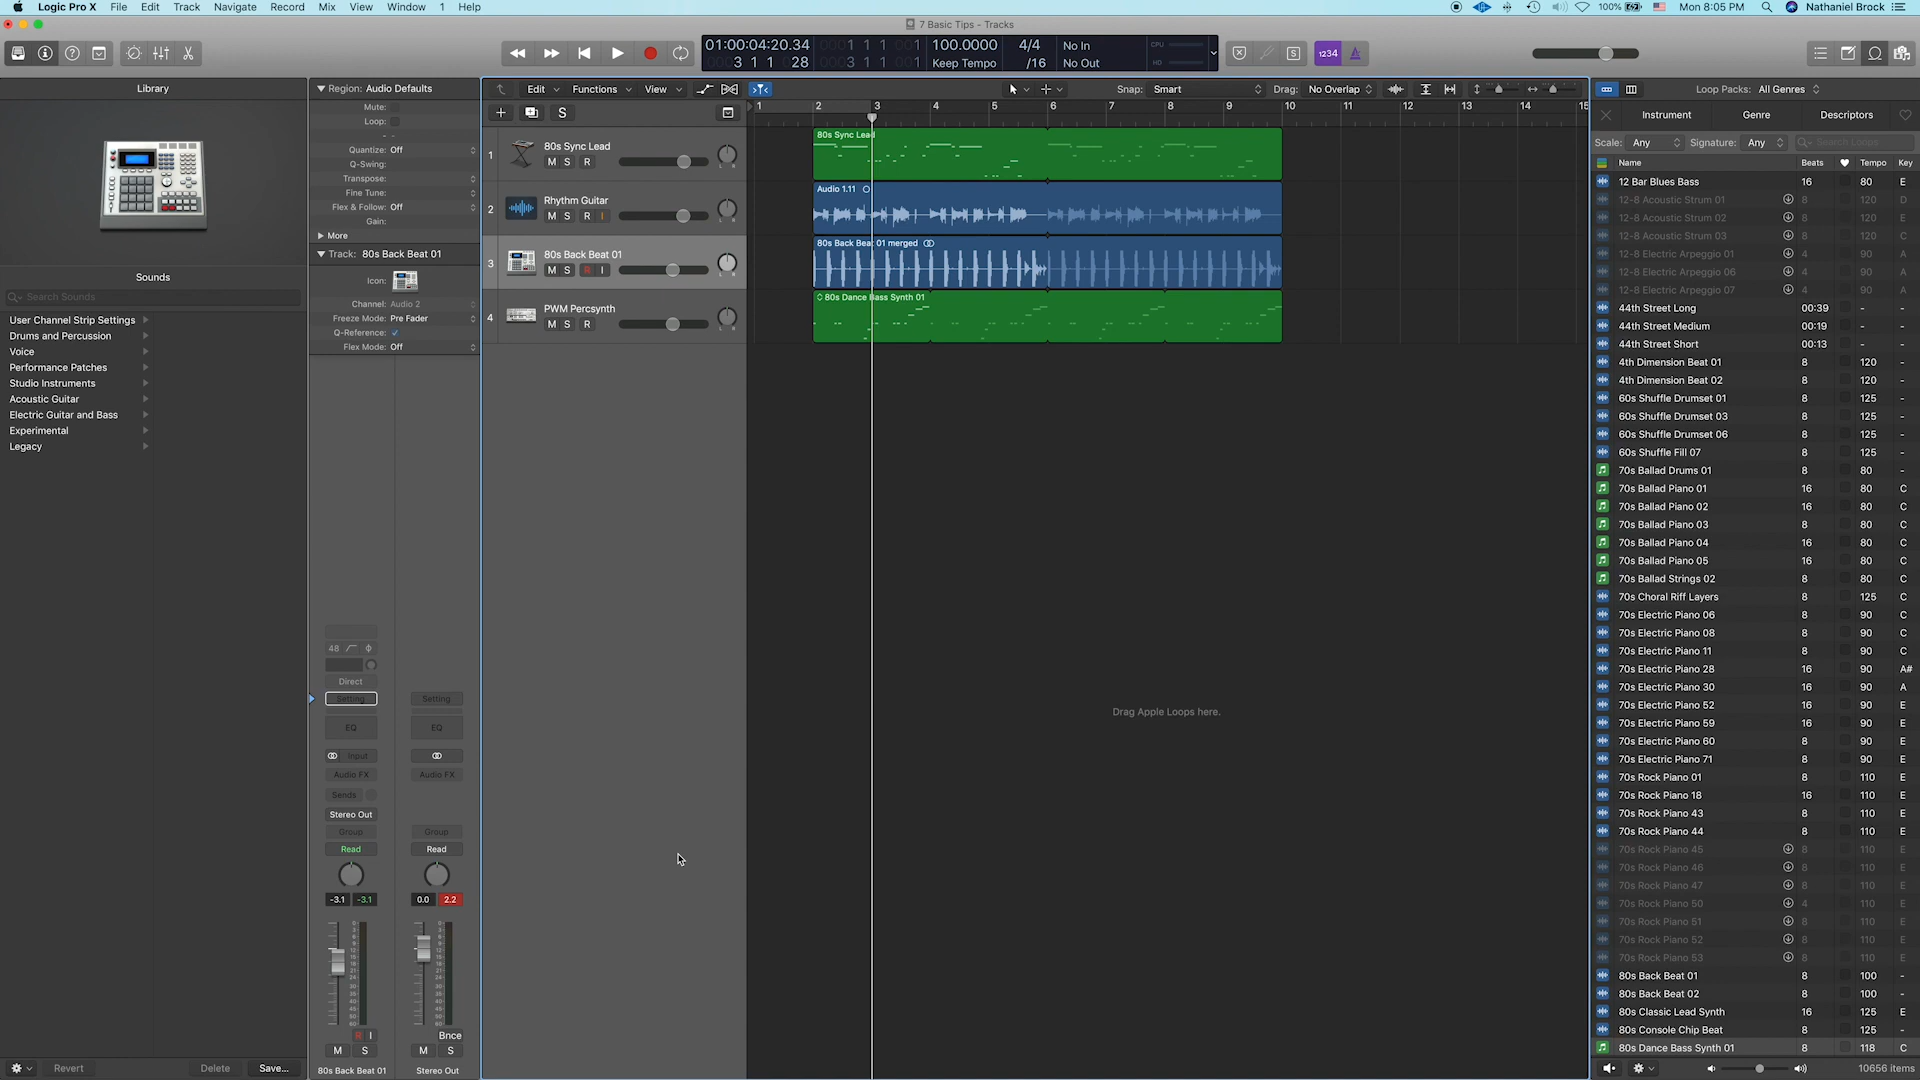 Logic Pro X File Edit Track Navigate Record Mix View Window 1 Help
100% Mon 8:05 PM Nathaniel Brock
7 Basic Tips - Tracks
01:00:04:20.34 0001 1 1 001 100.0000 4/4 No In CPU
3 1 1 28 0003 1 1 001 Keep Tempo /16 No Out HD
S
1234
Library
Sounds
Search Sounds
User Channel Strip Settings
Drums and Percussion
Voice
Performance Patches
Studio Instruments
Acoustic Guitar
Electric Guitar and Bass
Experimental
Legacy
Revert Delete Save...
Region: Audio Defaults
Mute:
Loop:
Quantize: Off
Q-Swing:
Transpose:
Fine Tune:
Flex & Follow: Off
Gain:
More
Track: 80s Back Beat 01
Icon:
Channel: Audio 2
Freeze Mode: Pre Fader
Q-Reference:
Flex Mode: Off
48
Direct
Setting Setting
EQ EQ
Input
Audio FX Audio FX
Sends
Stereo Out
Group Group
Read Read
-3.1 -3.1 0.0 2.2
R I Bnce
M S M S
80s Back Beat 01 Stereo Out
Edit Functions View Snap: Smart Drag: No Overlap
S
1 2 3 4 5 6 7 8 9 10 11 12 13 14 15
1 80s Sync Lead
M S R
2 Rhythm Guitar
M S R I
3 80s Back Beat 01
M S R I
4 PWM Percsynth
M S R
80s Sync Lead
Audio 1.11
80s Back Beat 01 merged
80s Dance Bass Synth 01
Drag Apple Loops here.
Loop Packs: All Genres
Instrument Genre Descriptors
Scale: Any Signature: Any Search Loops
Name Beats Tempo Key
12 Bar Blues Bass 16 80 E
12-8 Acoustic Strum 01 8 120 D
12-8 Acoustic Strum 02 8 120 E
12-8 Acoustic Strum 03 8 120 C
12-8 Electric Arpeggio 01 4 90 A
12-8 Electric Arpeggio 06 4 90 A
12-8 Electric Arpeggio 07 4 90 A
44th Street Long 00:39 - -
44th Street Medium 00:19 - -
44th Street Short 00:13 - -
4th Dimension Beat 01 8 120 -
4th Dimension Beat 02 8 120 -
60s Shuffle Drumset 01 8 125 -
60s Shuffle Drumset 03 8 125 -
60s Shuffle Drumset 06 8 125 -
60s Shuffle Fill 07 8 125 -
70s Ballad Drums 01 8 80 -
70s Ballad Piano 01 16 80 C
70s Ballad Piano 02 16 80 C
70s Ballad Piano 03 8 80 C
70s Ballad Piano 04 16 80 C
70s Ballad Piano 05 16 80 C
70s Ballad Strings 02 8 80 C
70s Choral Riff Layers 8 125 C
70s Electric Piano 06 8 90 C
70s Electric Piano 08 8 90 C
70s Electric Piano 11 8 90 C
70s Electric Piano 28 16 90 A#
70s Electric Piano 30 16 90 A
70s Electric Piano 52 16 90 E
70s Electric Piano 59 16 90 E
70s Electric Piano 60 8 90 E
70s Electric Piano 71 8 90 E
70s Rock Piano 01 8 110 E
70s Rock Piano 18 16 110 E
70s Rock Piano 43 8 110 E
70s Rock Piano 44 8 110 E
70s Rock Piano 45 8 110 E
70s Rock Piano 46 8 110 E
70s Rock Piano 47 8 110 E
70s Rock Piano 50 4 110 E
70s Rock Piano 51 8 110 E
70s Rock Piano 52 8 110 E
70s Rock Piano 53 8 110 E
80s Back Beat 01 8 100 -
80s Back Beat 02 8 100 -
80s Classic Lead Synth 16 125 E
80s Console Chip Beat 8 125 -
80s Dance Bass Synth 01 8 118 C
10656 items